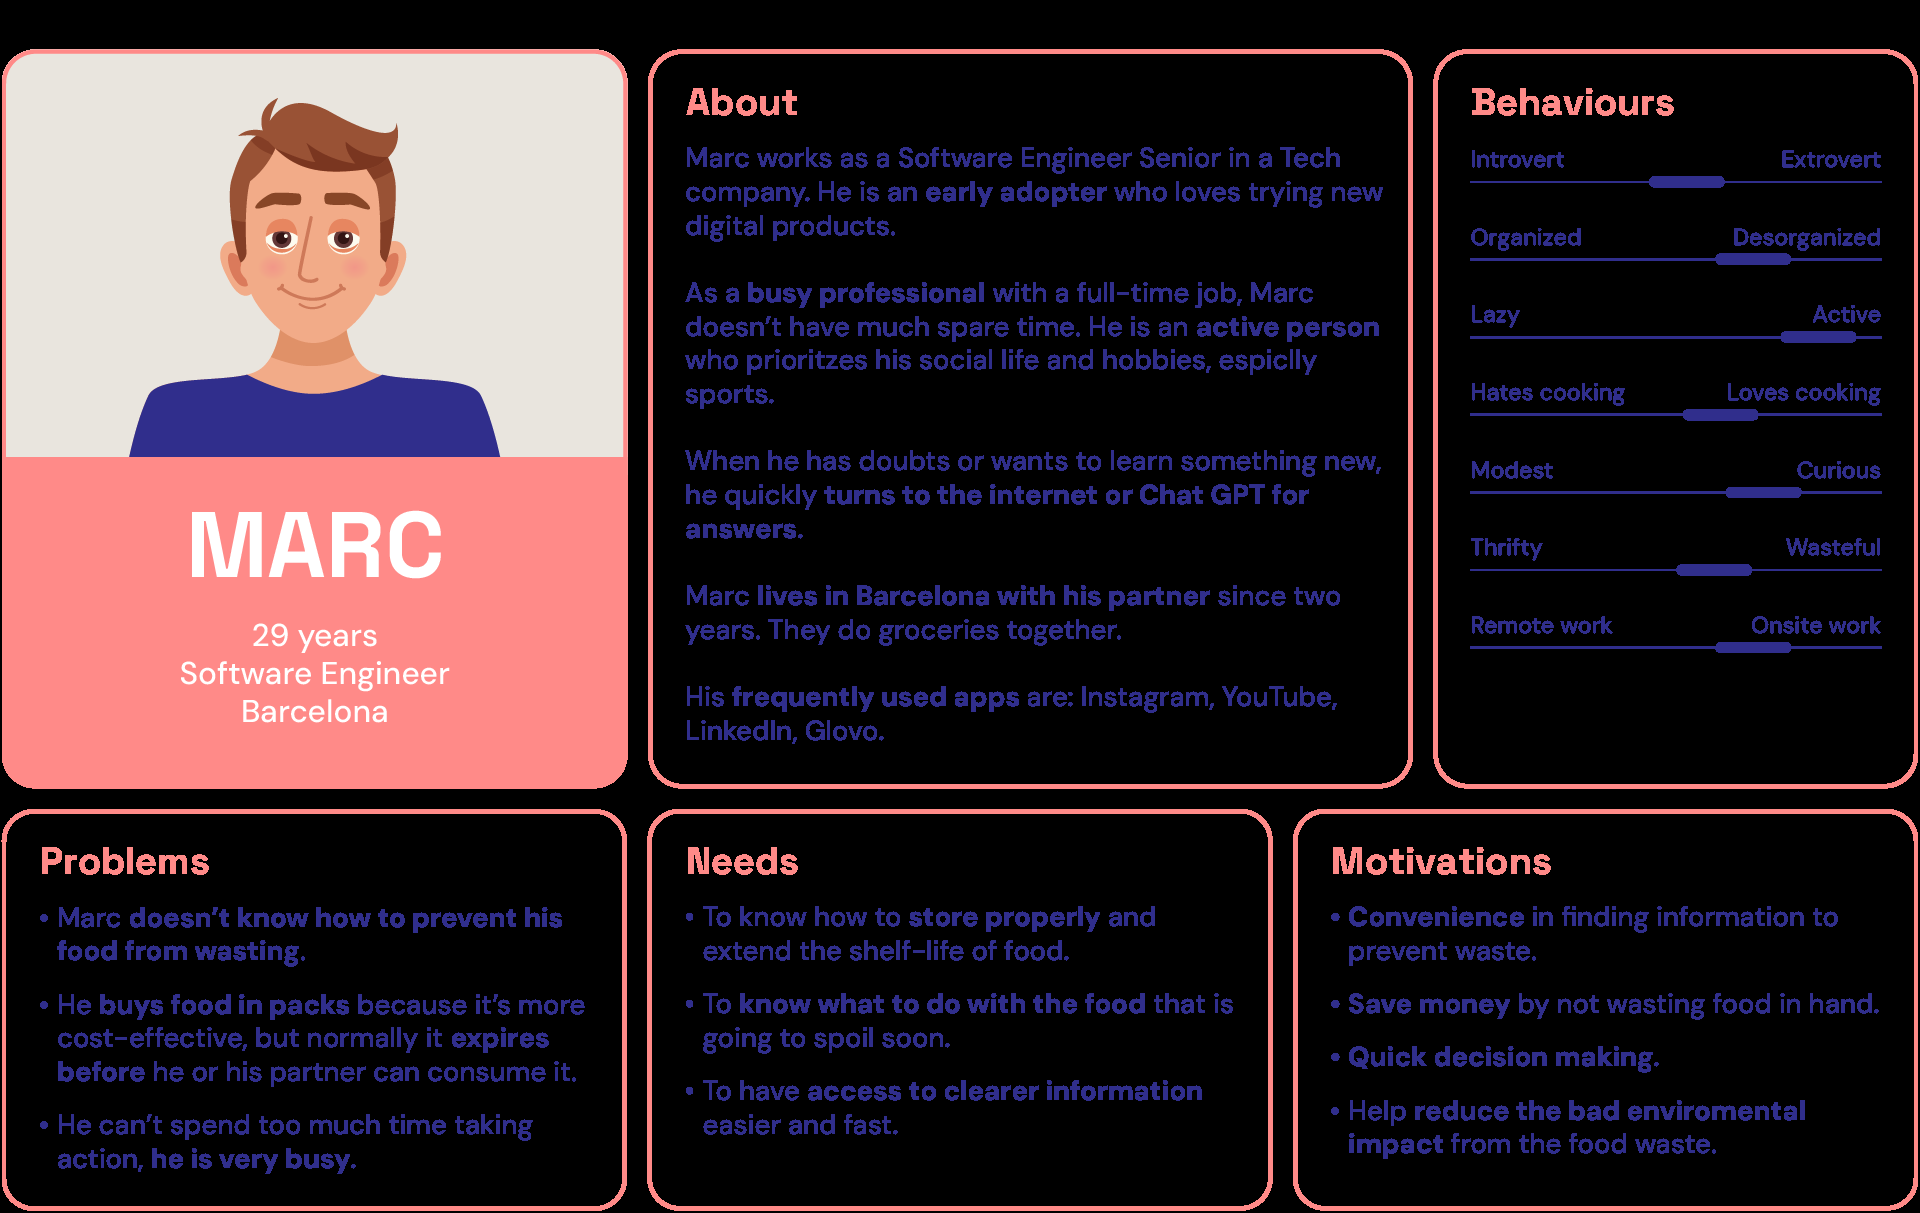 MARC
29 years
Software Engineer
Barcelona
About
Marc works as a Software Engineer Senior in a Tech
company. He is an early adopter who loves trying new
digital products.
As a busy professional with a full-time job, Marc
doesn't have much spare time. He is an active person
who prioritzes his social life and hobbies, espiclly
sports.
When he has doubts or wants to learn something new,
he quickly turns to the internet or Chat GPT for
answers.
Marc lives in Barcelona with his partner since two
years. They do groceries together.
His frequently used apps are: Instagram, YouTube,
LinkedIn, Glovo.
Behaviours
Introvert Extrovert
Organized Desorganized
Lazy Active
Hates cooking Loves cooking
Modest Curious
Thrifty Wasteful
Remote work Onsite work
Problems
• Marc doesn't know how to prevent his
food from wasting.
• He buys food in packs because it's more
cost-effective, but normally it expires
before he or his partner can consume it.
• He can't spend too much time taking
action, he is very busy.
Needs
• To know how to store properly and
extend the shelf-life of food.
• To know what to do with the food that is
going to spoil soon.
• To have access to clearer information
easier and fast.
Motivations
• Convenience in finding information to
prevent waste.
• Save money by not wasting food in hand.
• Quick decision making.
• Help reduce the bad enviromental
impact from the food waste.